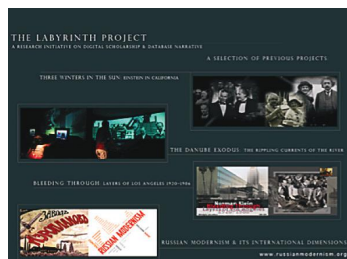 THE LABYRINTH PROJECT
A RESEARCH INITIATIVE ON DIGITAL SCHOLARSHIP & DATABASE NARRATIVE
A SELECTION OF PREVIOUS PROJECTS
THREE WINTERS IN THE SUN: EINSTEIN IN CALIFORNIA
THE DANUBE EXODUS: THE RIPPLING CURRENTS OF THE RIVER
BLEEDING THROUGH LAYERS OF LOS ANGELES 1920-1986
Norman Klein
RUSSIAN MODERNISM
RUSSIAN MODERNISM & ITS INTERNATIONAL DIMENSIONS
www.russianmodernism.org